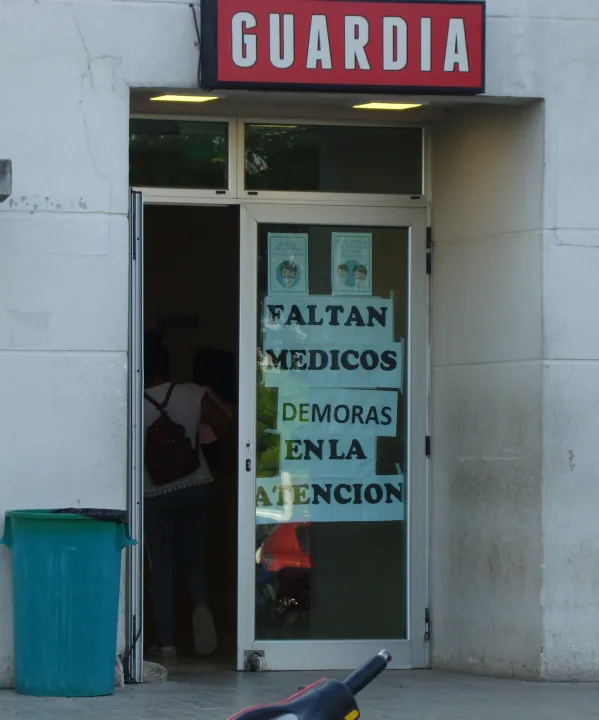 GUARDIA
FALTAN
MEDICOS
DEMORAS
EN LA
ATENCION